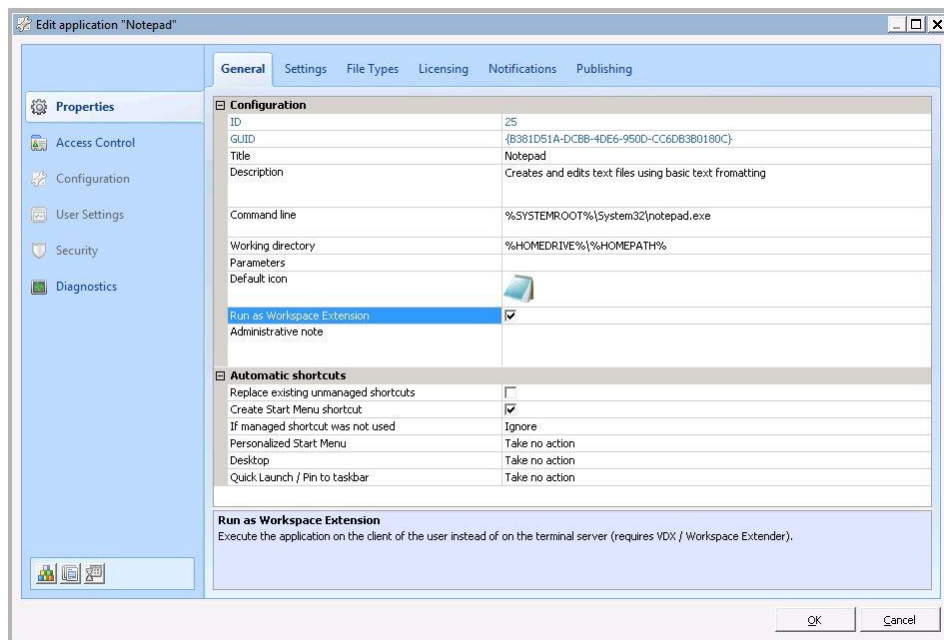 Edit application "Notepad"
General Settings File Types Licensing Notifications Publishing
Properties
Access Control
Configuration
User Settings
Security
Diagnostics
Configuration
ID 25
GUID {B381D51A-DCBB-4DE6-950D-CC6DB3B0180C}
Title Notepad
Description Creates and edits text files using basic text fromatting
Command line %SYSTEMROOT%\System32\notepad.exe
Working directory %HOMEDRIVE%\%HOMEPATH%
Parameters
Default icon
Run as Workspace Extension
Administrative note
Automatic shortcuts
Replace existing unmanaged shortcuts
Create Start Menu shortcut
If managed shortcut was not used Ignore
Personalized Start Menu Take no action
Desktop Take no action
Quick Launch / Pin to taskbar Take no action
Run as Workspace Extension
Execute the application on the client of the user instead of on the terminal server (requires VDX / Workspace Extender).
OK Cancel